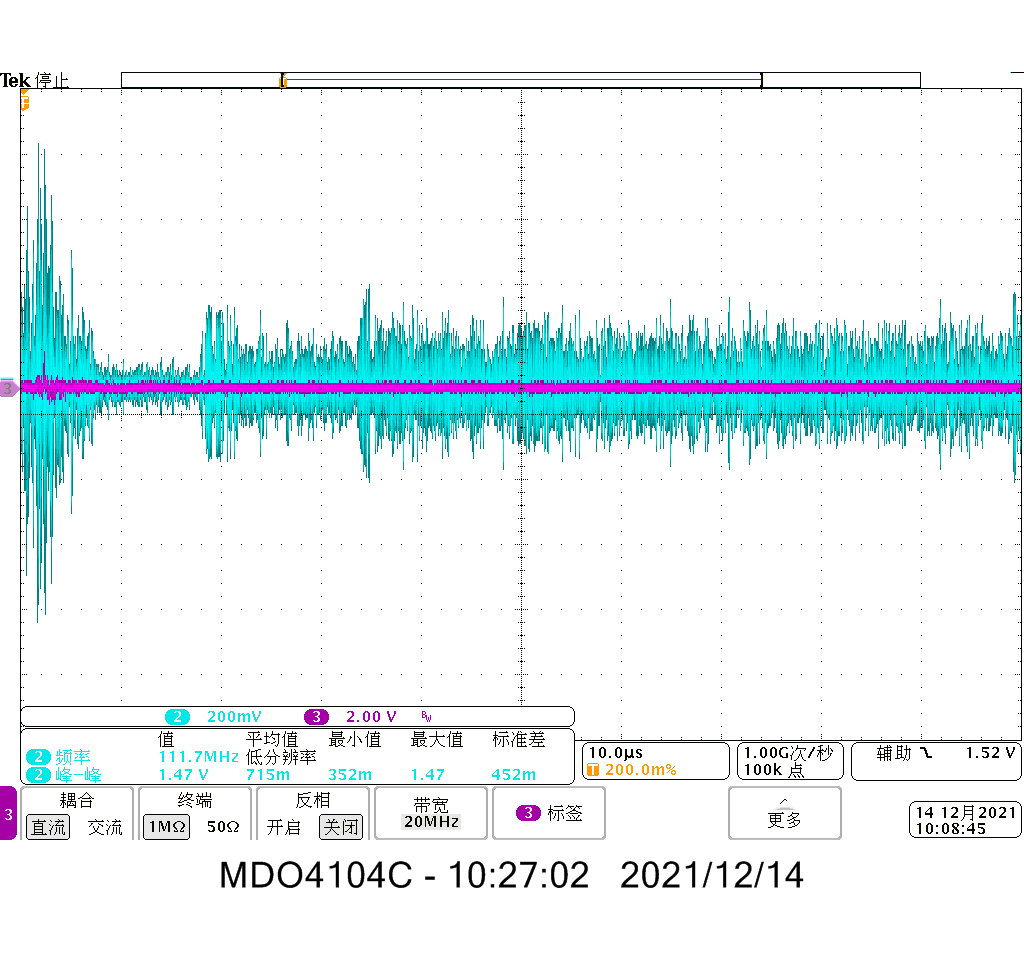 Tek 停止
T
T
3
2 200mV 3 2.00 V BW
值 平均值 最小值 最大值 标准差
2 频率 111.7MHz 低分辨率
2 峰−峰 1.47 V 715m 352m 1.47 452m
10.0µs
T 200.0m%
1.00G次/秒
100k 点
辅助 1.52 V
3
耦合
直流 交流
终端
1MΩ 50Ω
反相
开启 关闭
带宽
20MHz
3 标签
更多
14 12月2021
10:08:45
MDO4104C - 10:27:02 2021/12/14